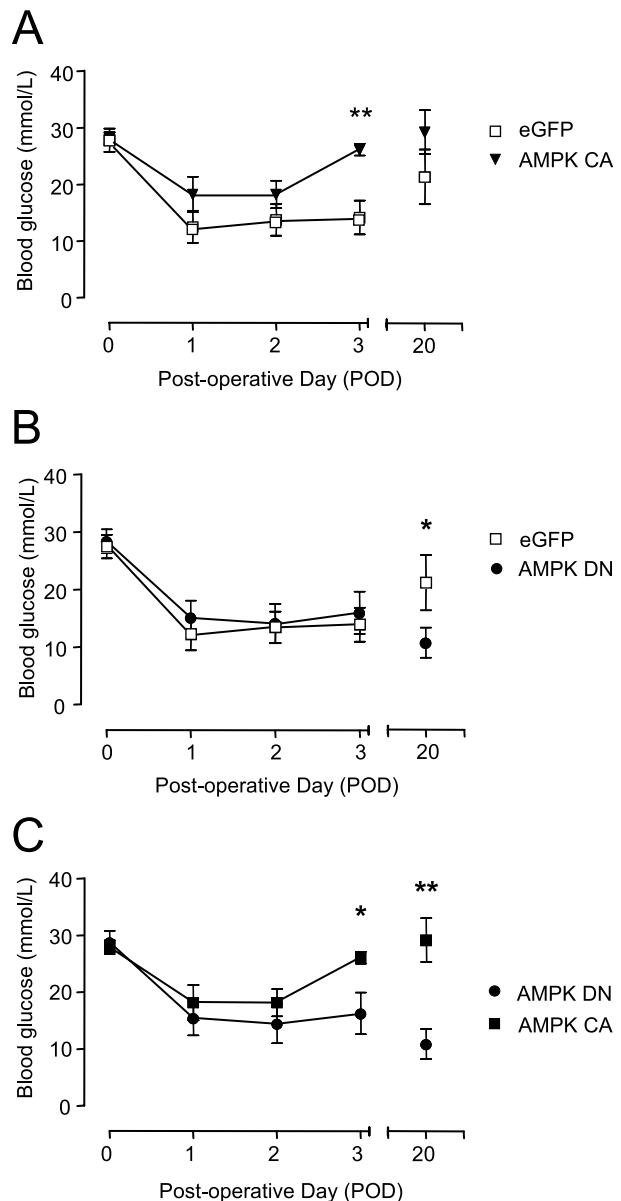 A
Blood glucose (mmol/L)
40
30
20
10
0
**
eGFP
AMPK CA
0 1 2 3 20
Post-operative Day (POD)
B
Blood glucose (mmol/L)
40
30
20
10
0
*
eGFP
AMPK DN
0 1 2 3 20
Post-operative Day (POD)
C
Blood glucose (mmol/L)
40
30
20
10
0
* **
AMPK DN
AMPK CA
0 1 2 3 20
Post-operative Day (POD)